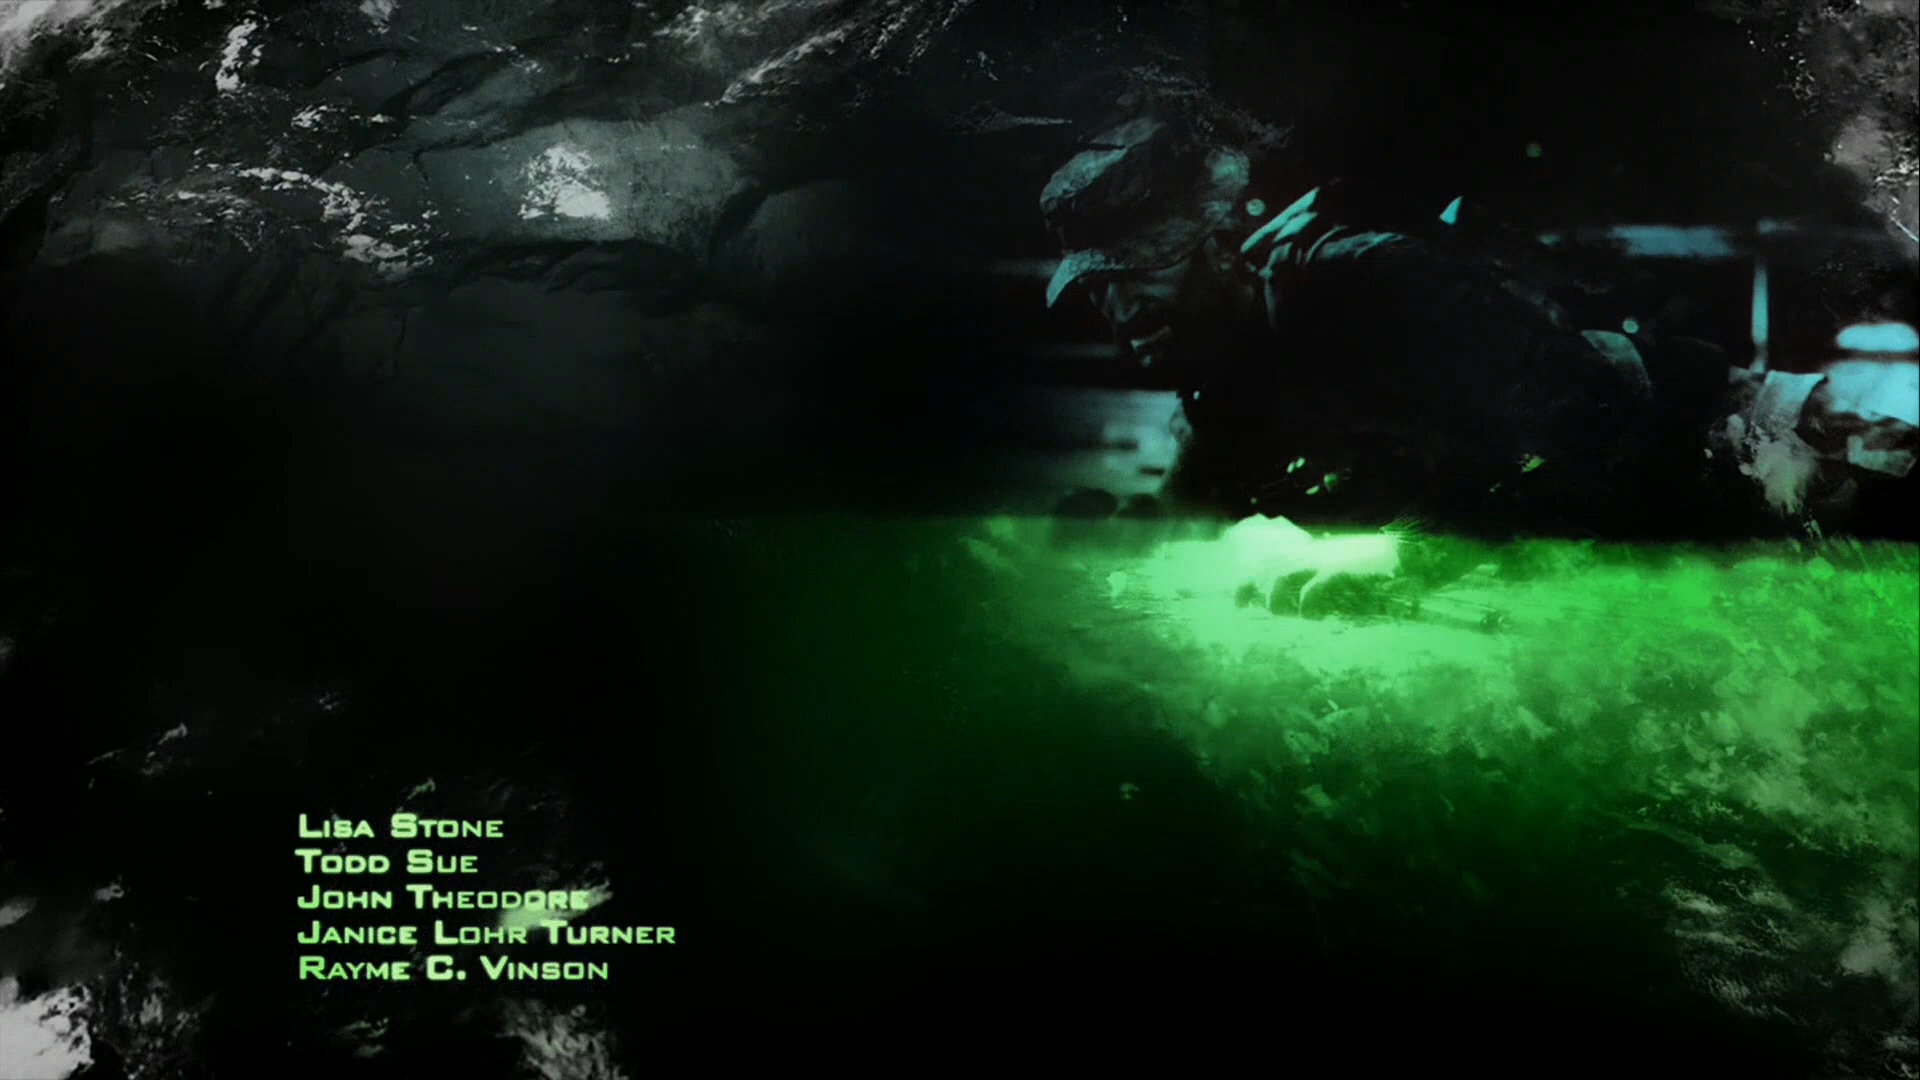 Lisa Stone
Todd Sue
John Theodore
Janice Lohr Turner
Rayme C. Vinson